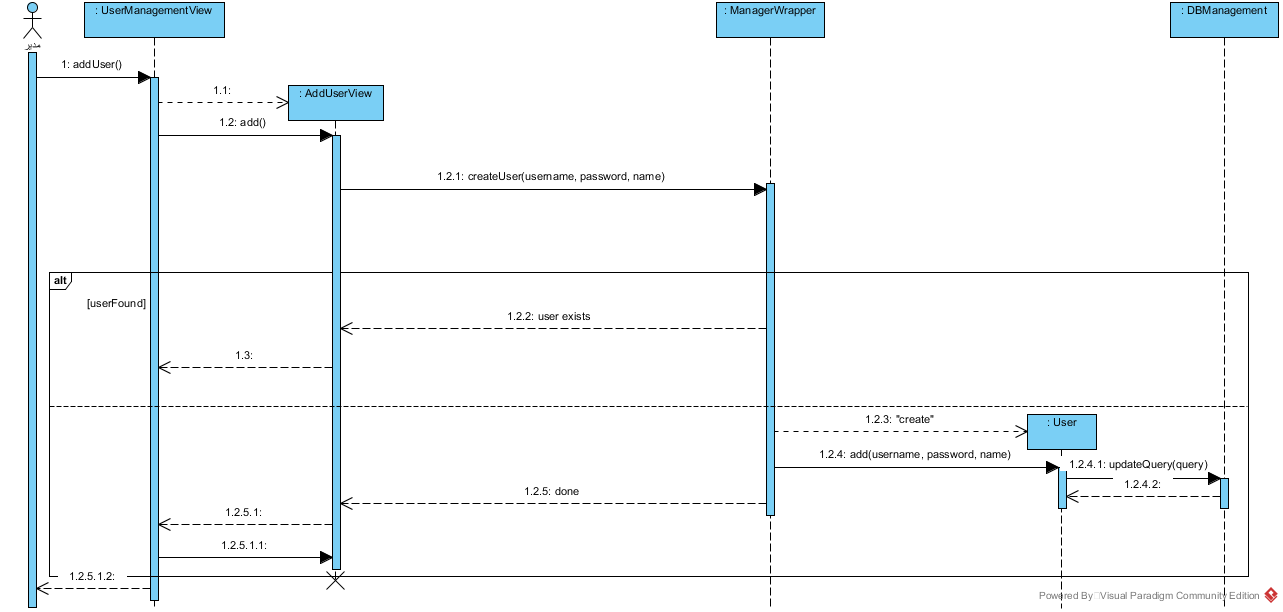 : UserManagementView
: ManagerWrapper
: DBManagement
مدير
1: addUser()
1.1:
: AddUserView
1.2: add()
1.2.1: createUser(username, password, name)
alt
[userFound]
1.2.2: user exists
1.3:
1.2.3: "create"
: User
1.2.4: add(username, password, name)
1.2.4.1: updateQuery(query)
1.2.4.2:
1.2.5: done
1.2.5.1:
1.2.5.1.1:
1.2.5.1.2:
Powered By Visual Paradigm Community Edition